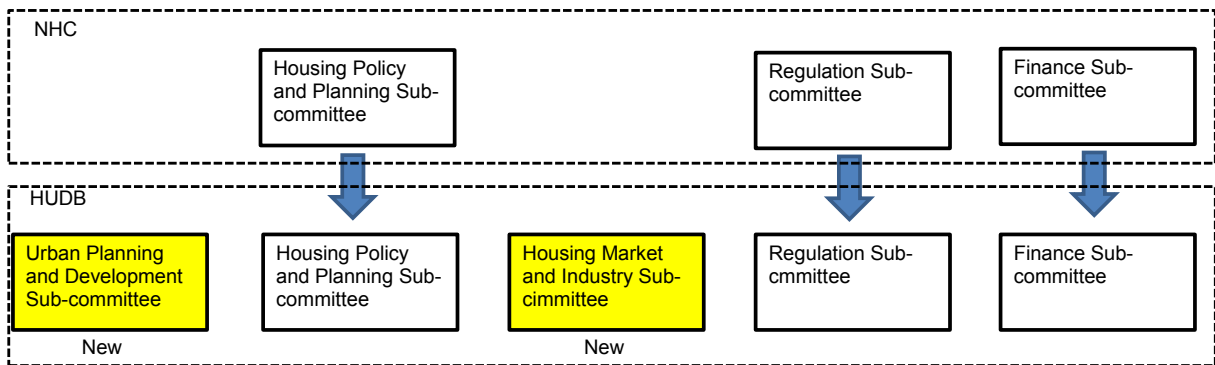 NHC
Housing Policy
and Planning Sub-
committee
Regulation Sub-
committee
Finance Sub-
committee
HUDB
Urban Planning
and Development
Sub-committee
Housing Policy
and Planning Sub-
committee
Housing Market
and Industry Sub-
cimmittee
Regulation Sub-
cmmittee
Finance Sub-
committee
New
New